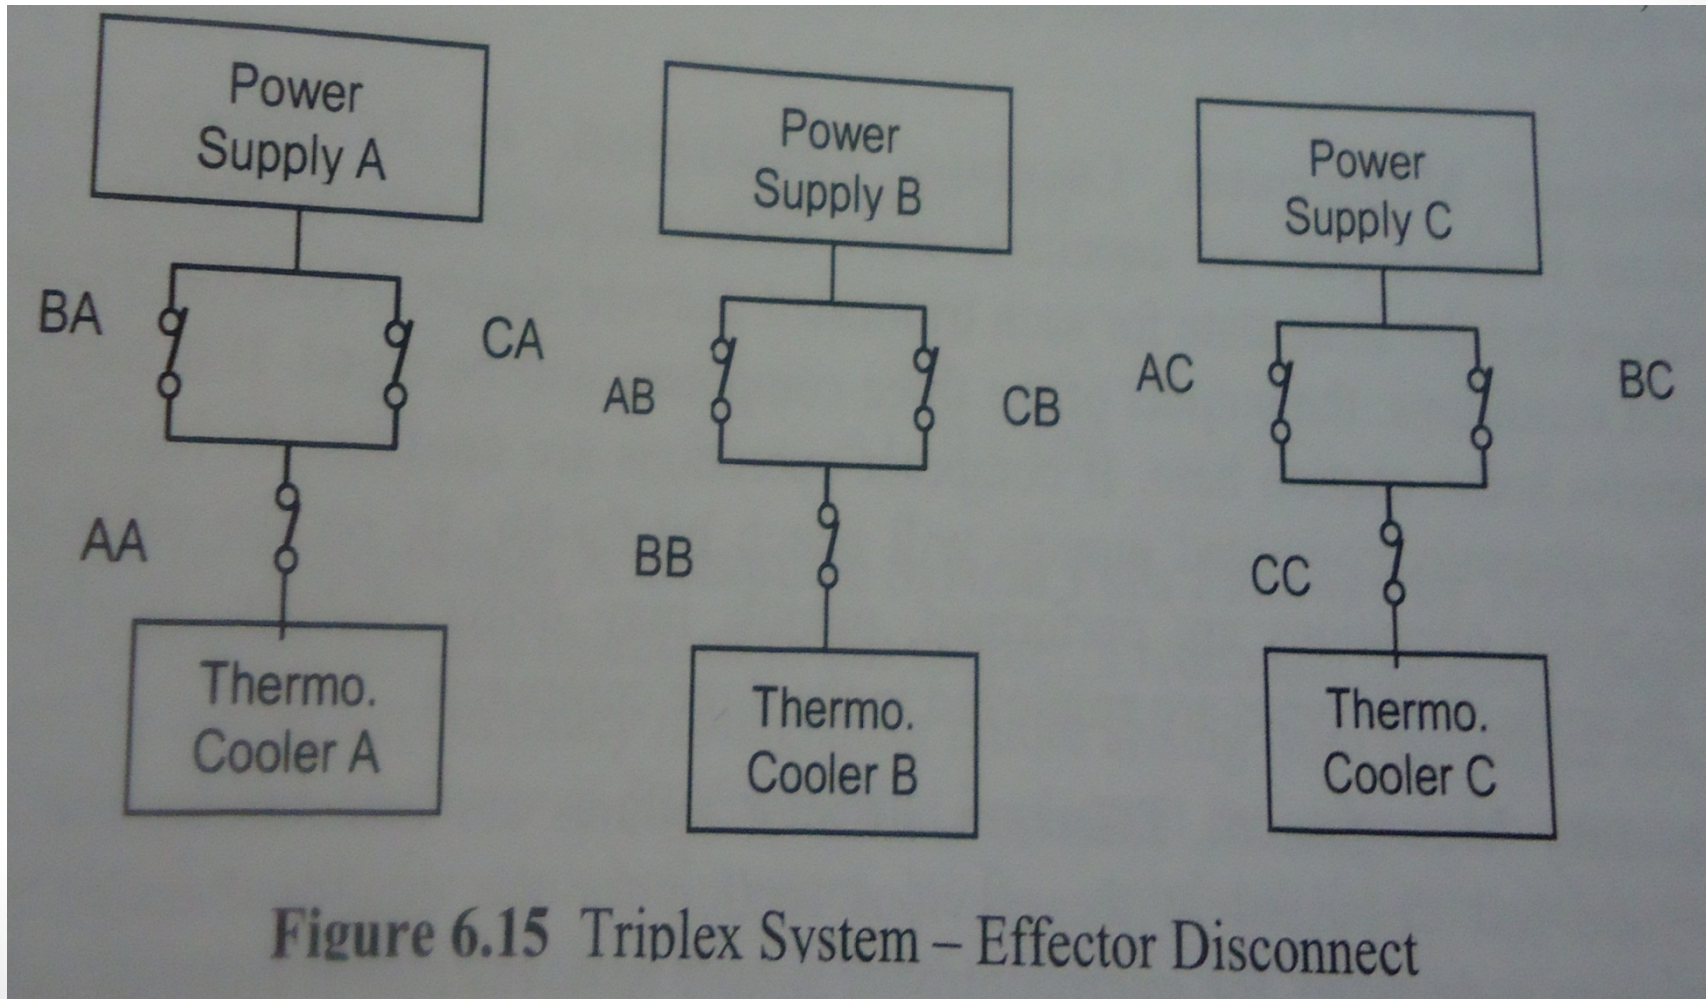 Power
Supply A
Power
Supply B
Power
Supply C
BA
CA
AB
CB
AC
BC
AA
BB
CC
Thermo.
Cooler A
Thermo.
Cooler B
Thermo.
Cooler C
Figure 6.15 Triplex System – Effector Disconnect